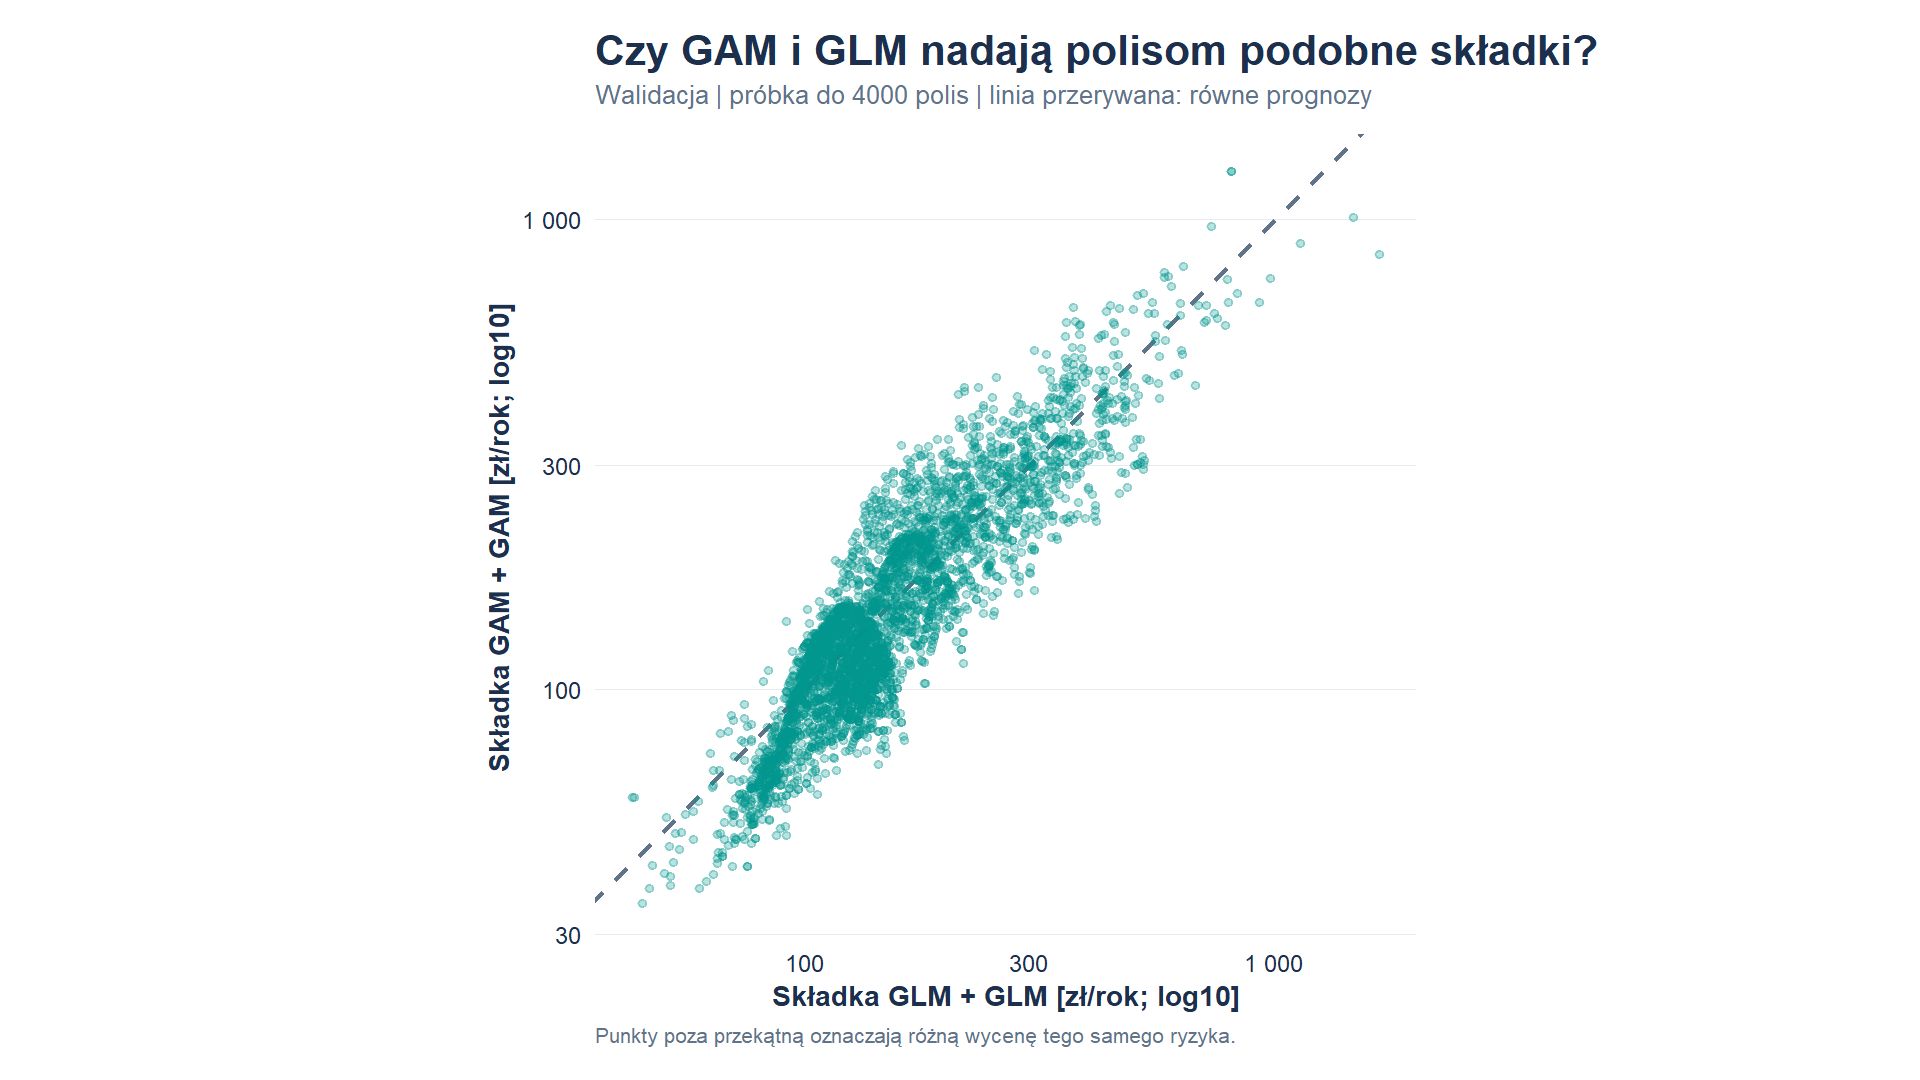 Czy GAM i GLM nadają polisom podobne składki?
Walidacja | próbka do 4000 polis | linia przerywana: równe prognozy
Składka GAM + GAM [zł/rok; log10]
1 000
300
100
30
100
300
1 000
Składka GLM + GLM [zł/rok; log10]
Punkty poza przekątną oznaczają różną wycenę tego samego ryzyka.